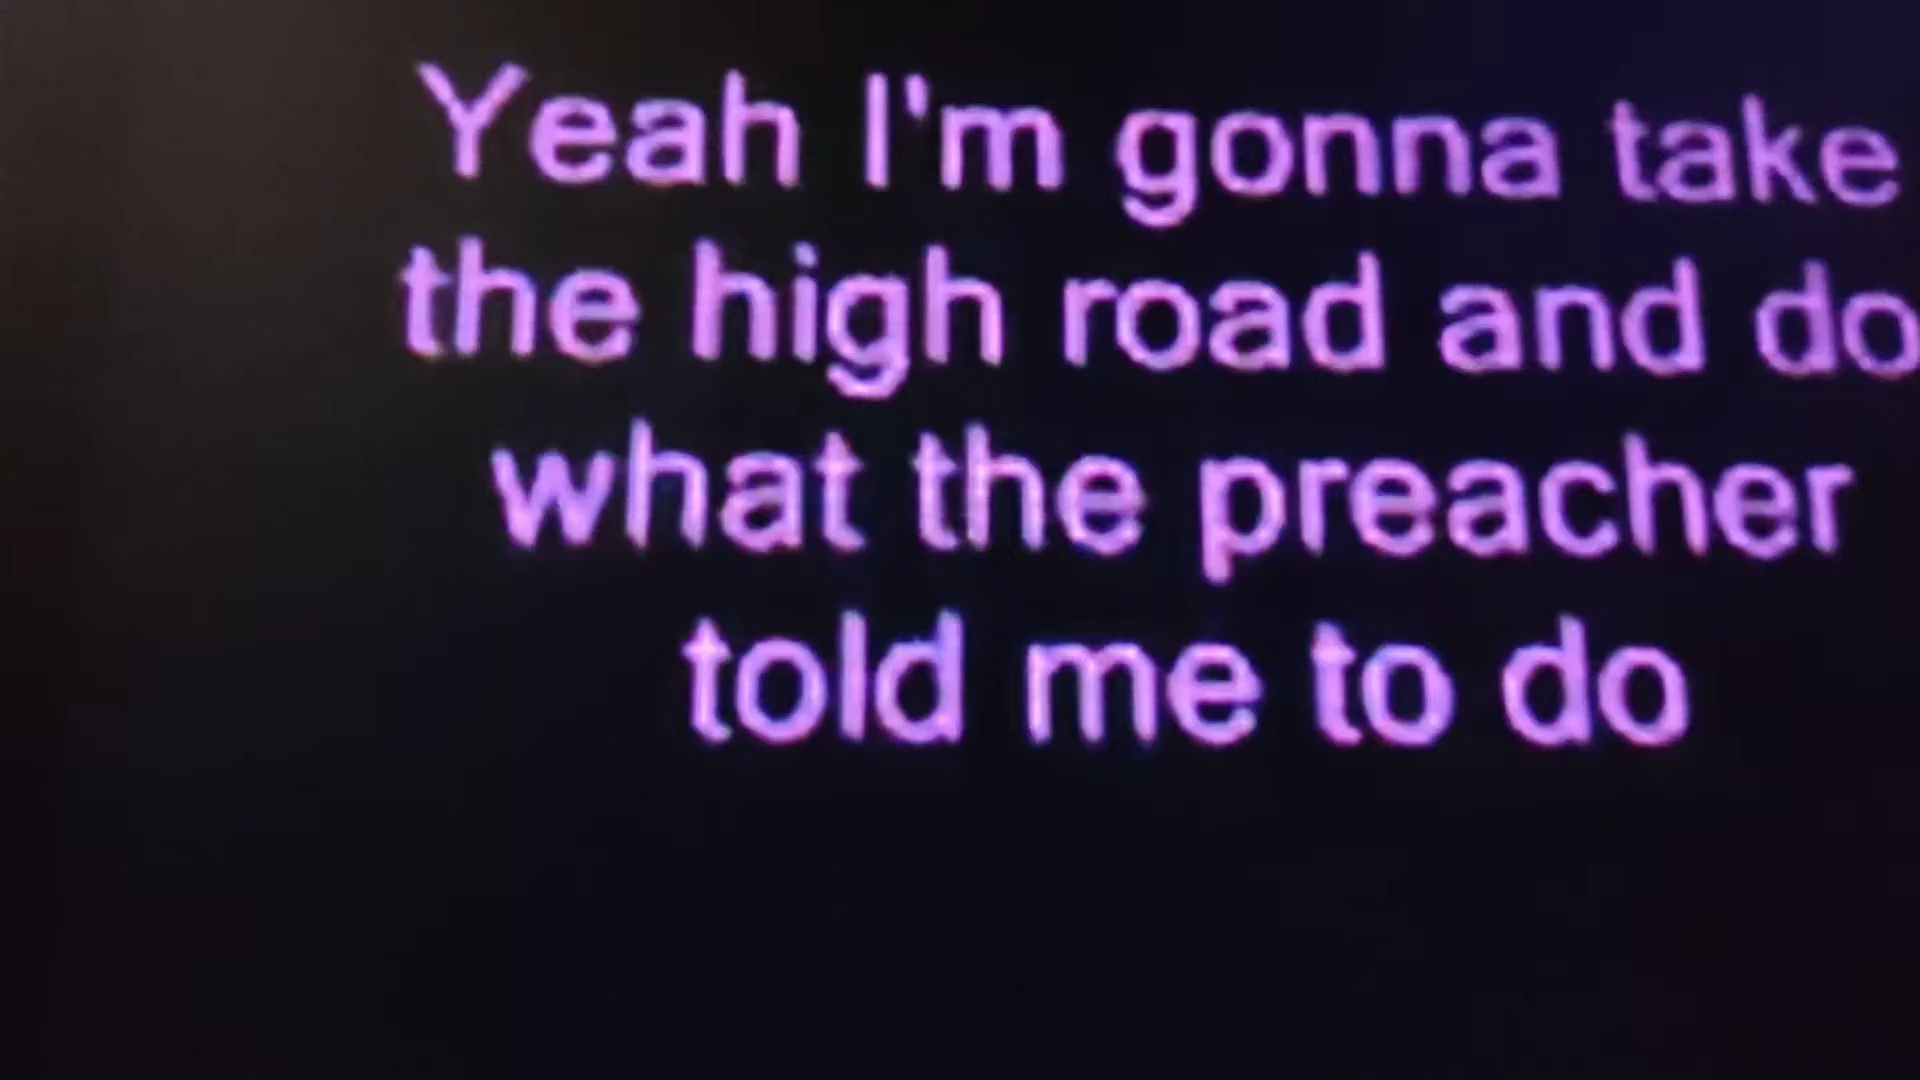 Yeah I'm gonna take
the high road and do
what the preacher
told me to do